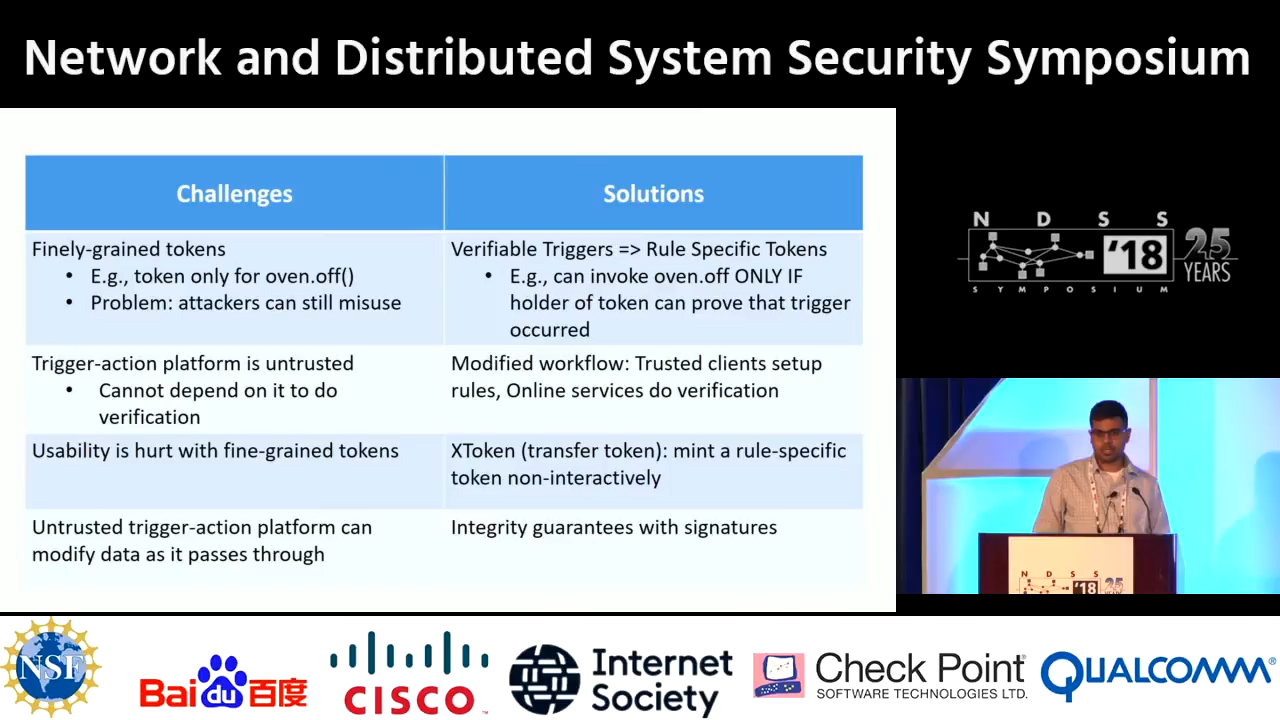 Network and Distributed System Security Symposium
Challenges
Solutions
Finely-grained tokens
• E.g., token only for oven.off()
• Problem: attackers can still misuse
Verifiable Triggers => Rule Specific Tokens
• E.g., can invoke oven.off ONLY IF
holder of token can prove that trigger
occurred
Trigger-action platform is untrusted
• Cannot depend on it to do
verification
Modified workflow: Trusted clients setup
rules, Online services do verification
Usability is hurt with fine-grained tokens
XToken (transfer token): mint a rule-specific
token non-interactively
Untrusted trigger-action platform can
modify data as it passes through
Integrity guarantees with signatures
N D S S
'18
25
YEARS
S Y M P O S I U M
N D S S
'18
25
NSF
Bai du 百度
CISCO
Internet
Society
Check Point
SOFTWARE TECHNOLOGIES LTD.
QUALCOMM®